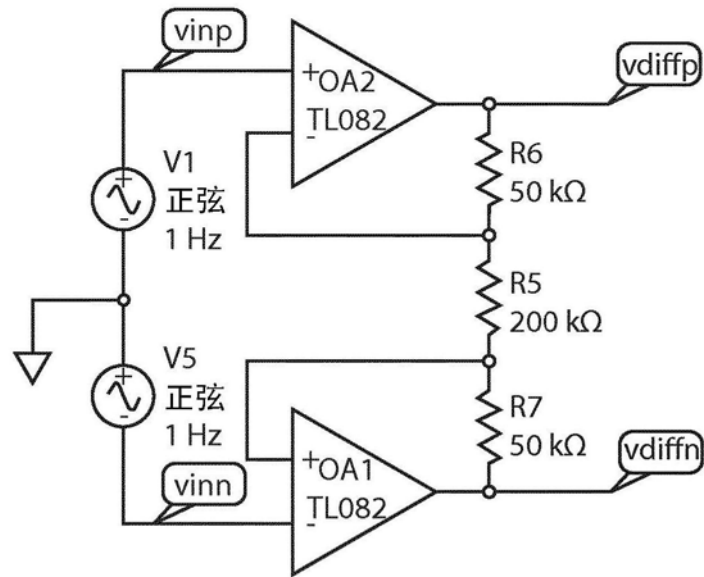 vinp
vdiffp
+OA2
TL082
-
R6
50 kΩ
V1
+
正弦
-
1 Hz
R5
200 kΩ
V5
+
正弦
-
1 Hz
R7
50 kΩ
vdiffn
+OA1
TL082
-
vinn